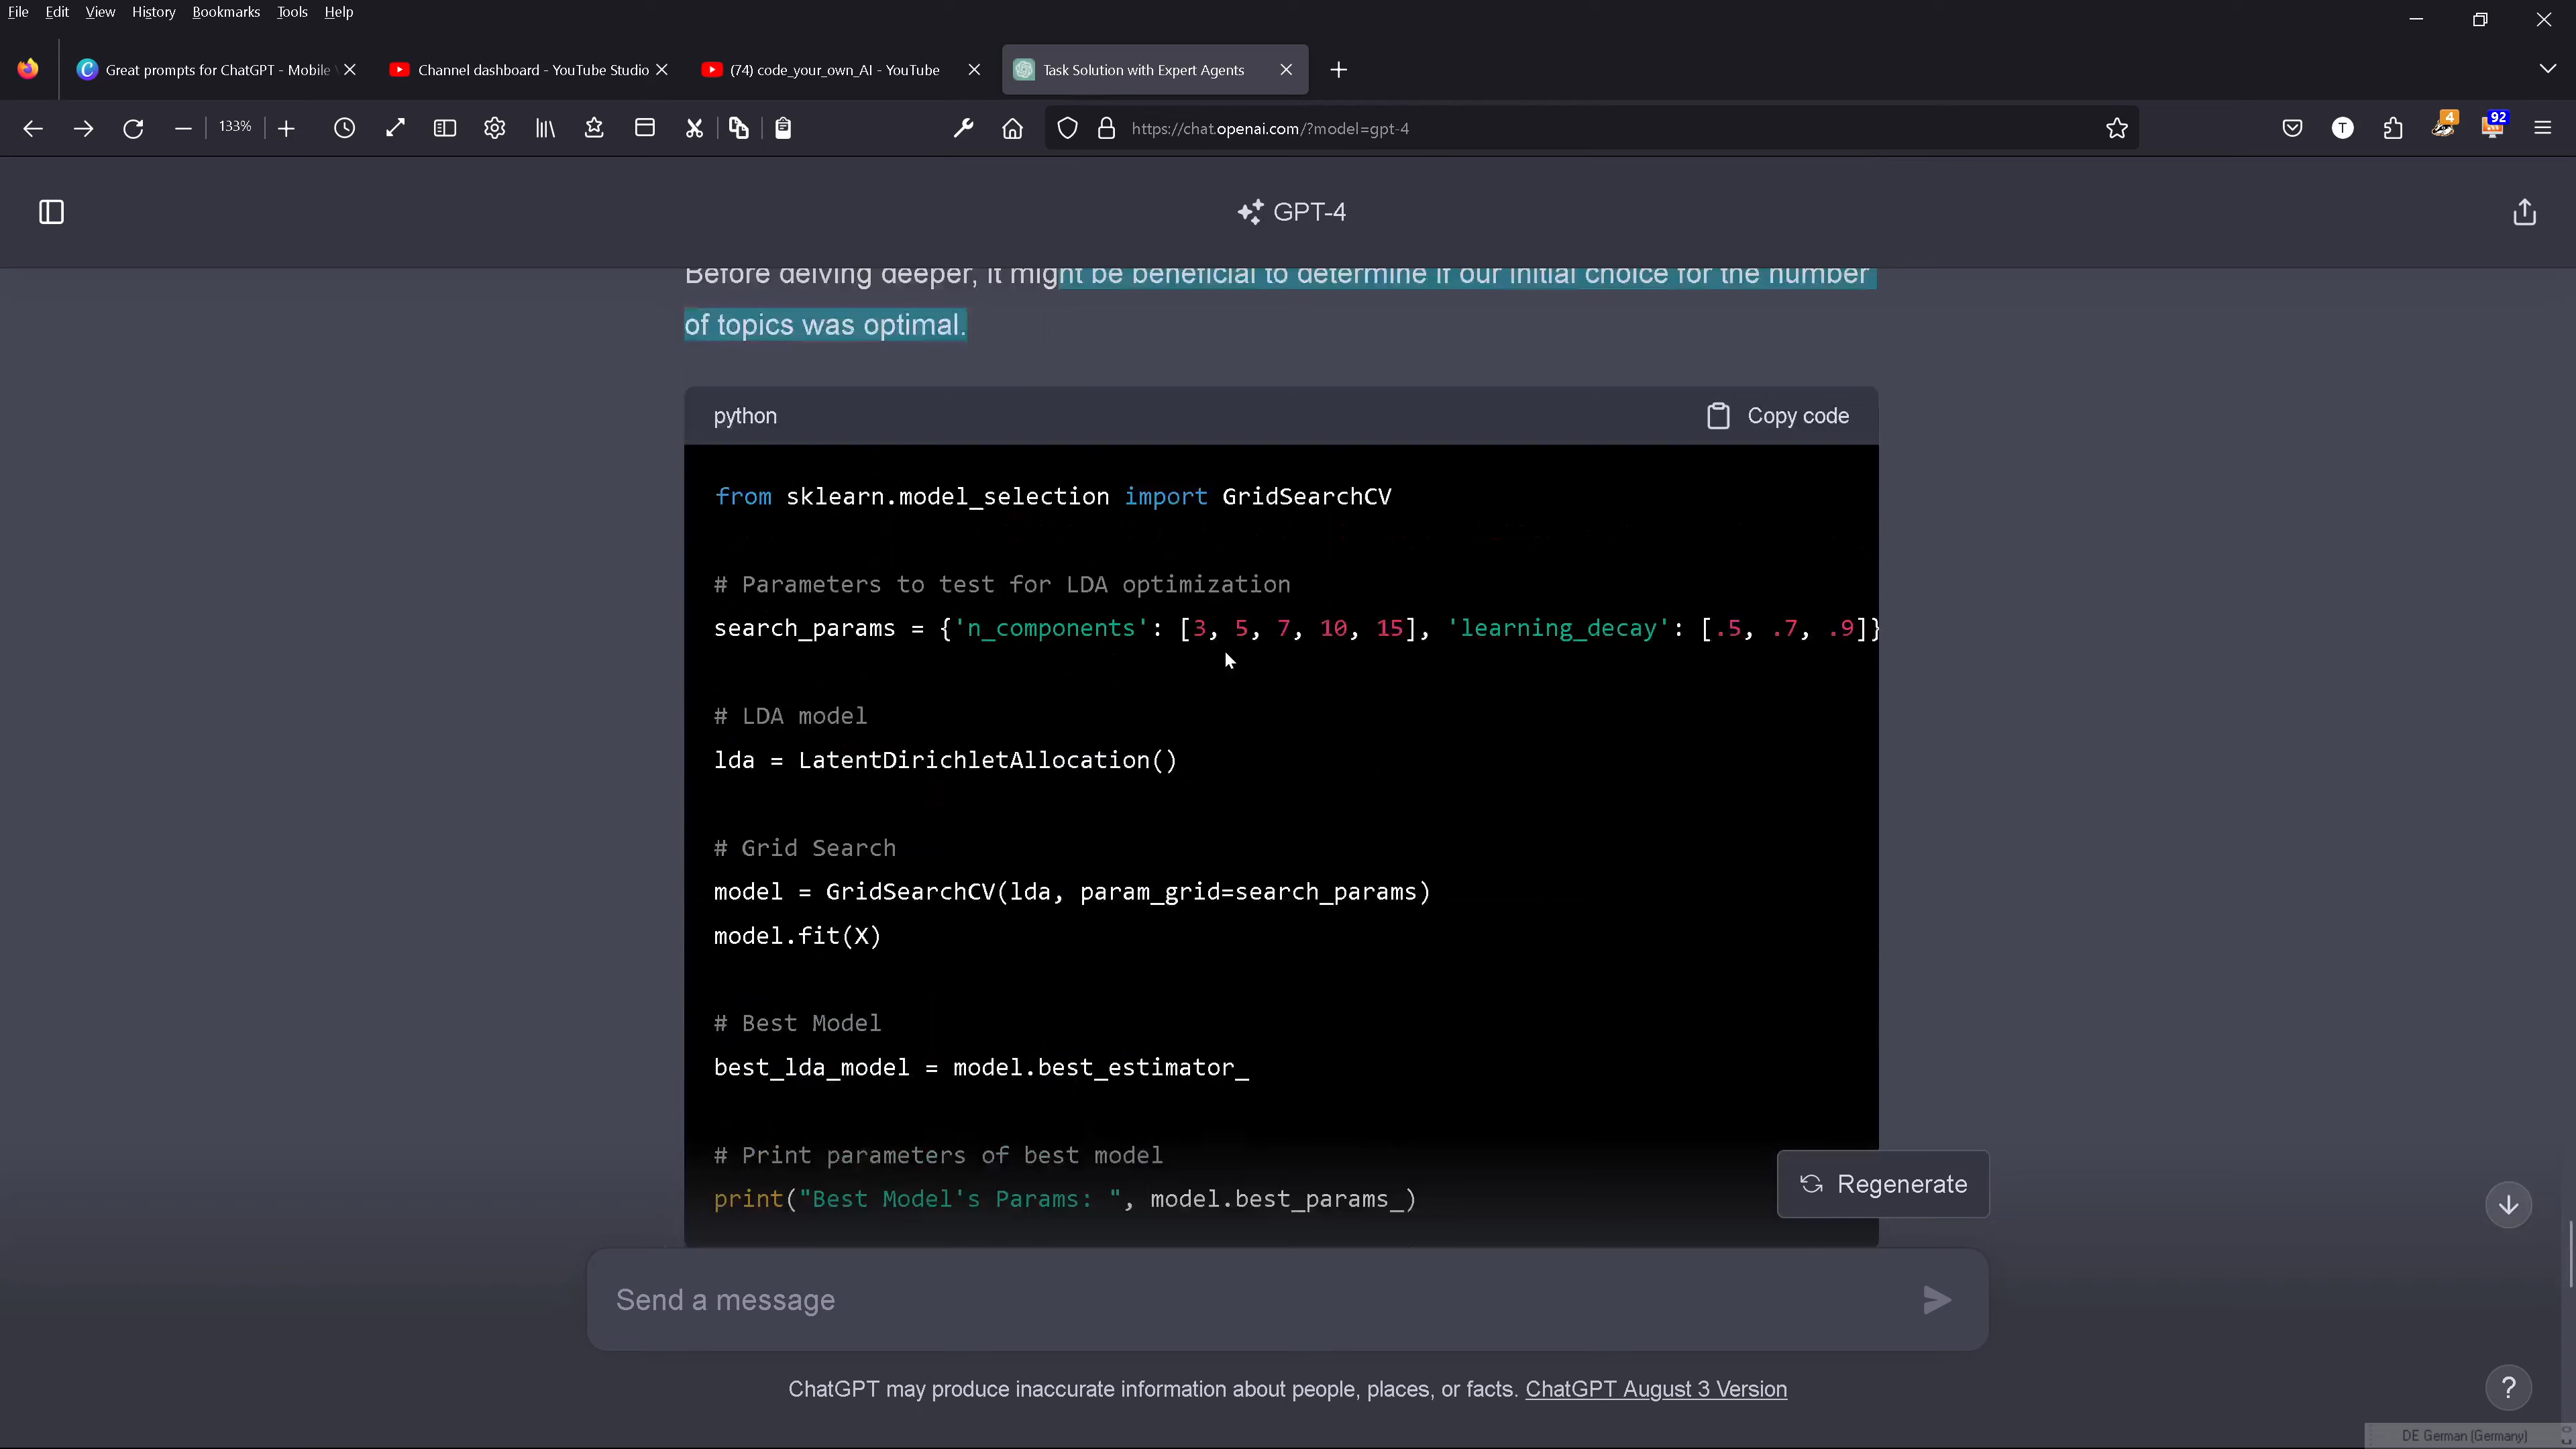 File Edit View History Bookmarks Tools Help
Great prompts for ChatGPT - Mobile
Channel dashboard - YouTube Studio
(74) code_your_own_AI - YouTube
Task Solution with Expert Agents
133%
https://chat.openai.com/?model=gpt-4
T
4
92
GPT-4
Before delving deeper, it might be beneficial to determine if our initial choice for the number
of topics was optimal.
python
Copy code
from sklearn.model_selection import GridSearchCV
# Parameters to test for LDA optimization
search_params = {'n_components': [3, 5, 7, 10, 15], 'learning_decay': [.5, .7, .9]}
# LDA model
lda = LatentDirichletAllocation()
# Grid Search
model = GridSearchCV(lda, param_grid=search_params)
model.fit(X)
# Best Model
best_lda_model = model.best_estimator_
# Print parameters of best model
print("Best Model's Params: ", model.best_params_)
Regenerate
Send a message
ChatGPT may produce inaccurate information about people, places, or facts. ChatGPT August 3 Version
?
DE German (Germany)